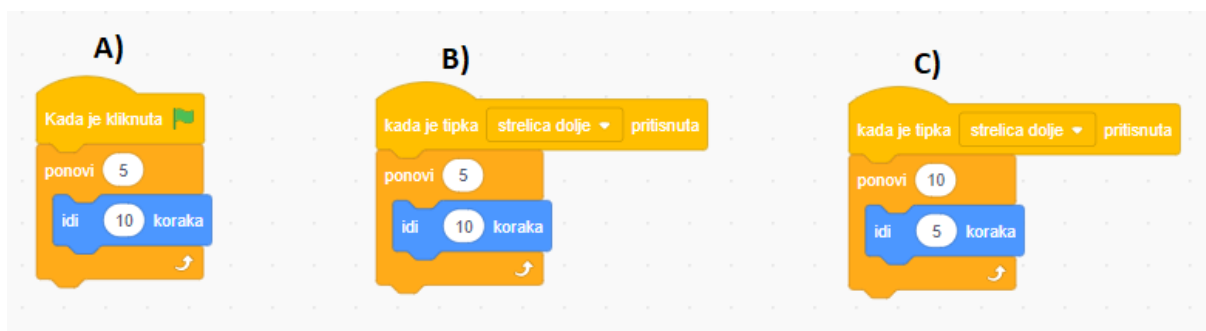 A)
Kada je kliknuta
ponovi 5
idi 10 koraka
B)
kada je tipka strelica dolje pritisnuta
ponovi 5
idi 10 koraka
C)
kada je tipka strelica dolje pritisnuta
ponovi 10
idi 5 koraka